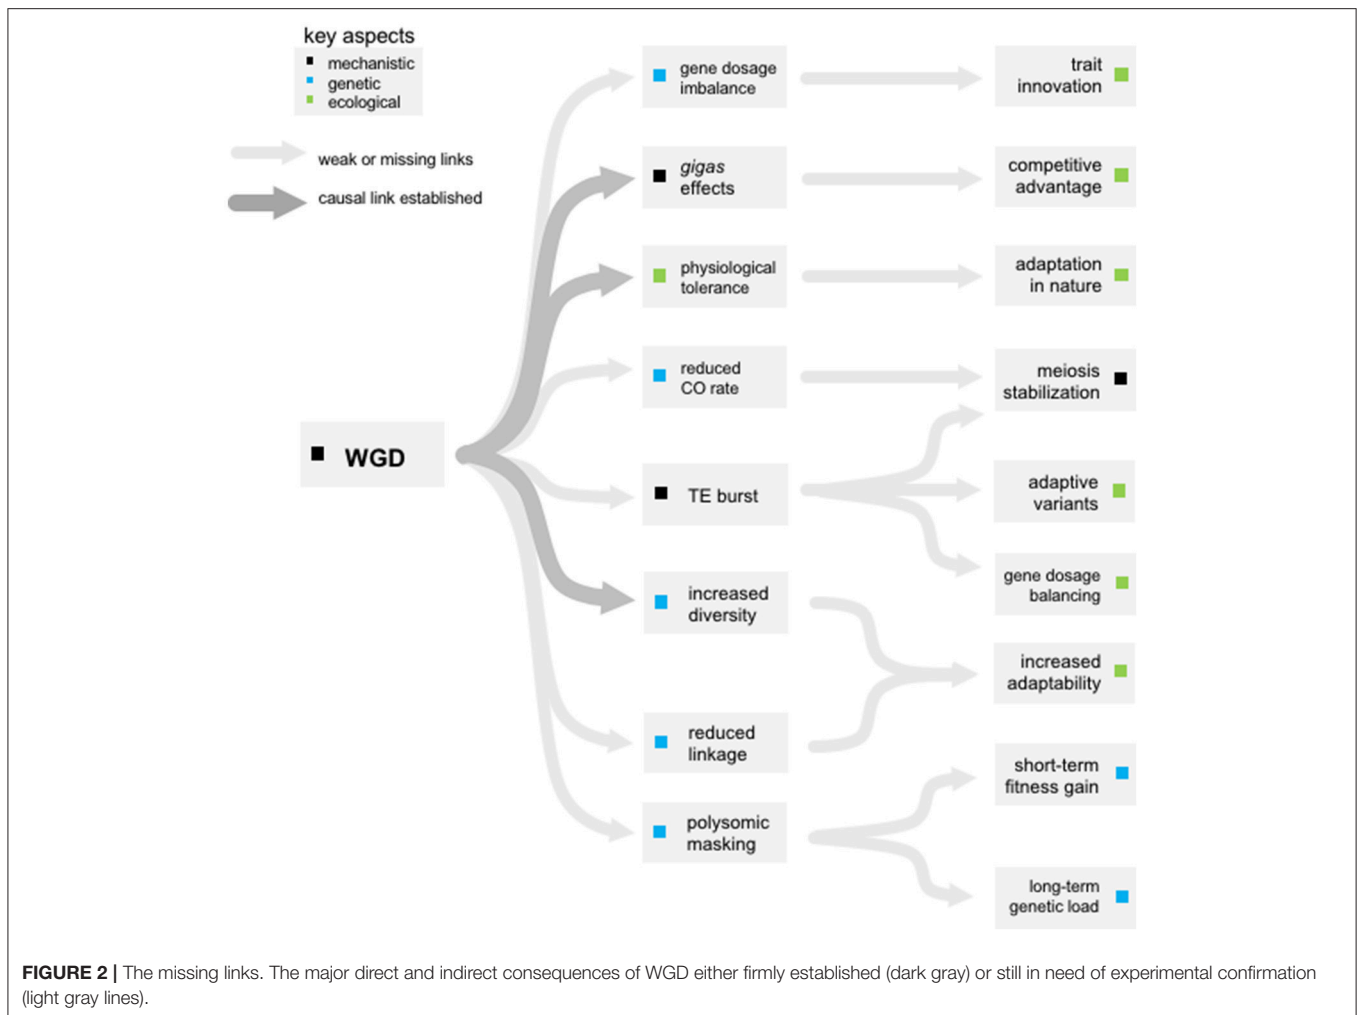 key aspects
mechanistic
genetic
ecological
weak or missing links
causal link established
WGD
gene dosage
imbalance
gigas
effects
physiological
tolerance
reduced
CO rate
TE burst
increased
diversity
reduced
linkage
polysomic
masking
trait
innovation
competitive
advantage
adaptation
in nature
meiosis
stabilization
adaptive
variants
gene dosage
balancing
increased
adaptability
short-term
fitness gain
long-term
genetic load
FIGURE 2 | The missing links. The major direct and indirect consequences of WGD either firmly established (dark gray) or still in need of experimental confirmation
(light gray lines).